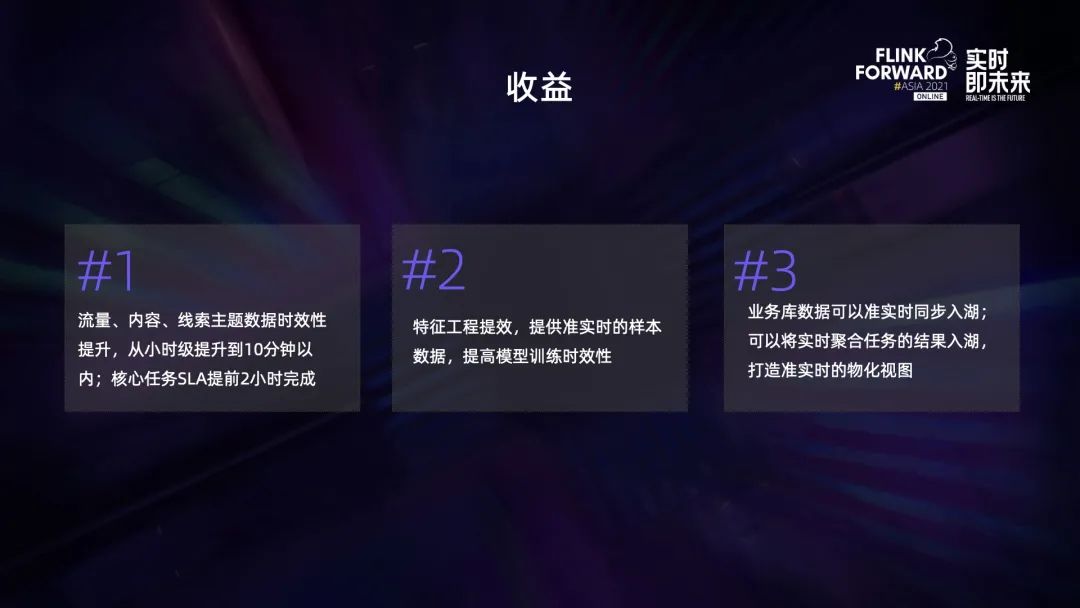 收益
FLINK
FORWARD
#ASIA 2021
ONLINE
实时
即未来
REAL-TIME IS THE FUTURE
#1
流量、内容、线索主题数据时效性
提升，从小时级提升到10分钟以
内；核心任务SLA提前2小时完成
#2
特征工程提效，提供准实时的样本
数据，提高模型训练时效性
#3
业务库数据可以准实时同步入湖；
可以将实时聚合任务的结果入湖，
打造准实时的物化视图